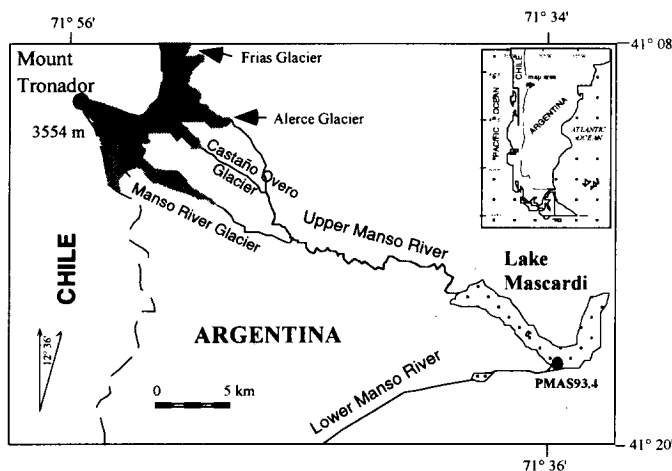 71° 56'
71° 34'
41° 08'
Mount
Tronador
3554 m
Frias Glacier
Alerce Glacier
Castaño Overo
Glacier
Manso River Glacier
Upper Manso River
CHILE
map area
ARGENTINA
PACIFIC OCEAN
ATLANTIC
OCEAN
Lake
Mascardi
CHILE
ARGENTINA
12° 36'
0 5 km
Lower Manso River
PMAS93.4
41° 20'
71° 36'